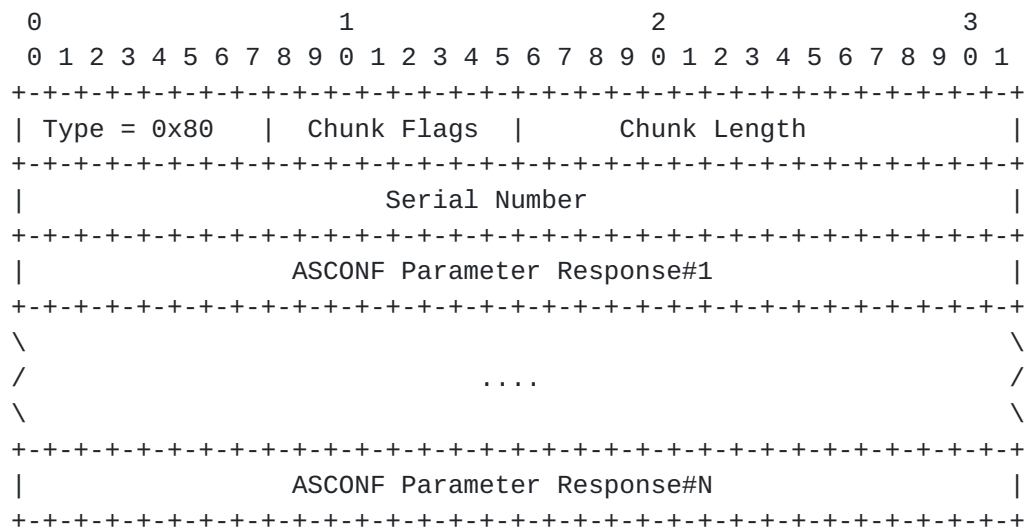 0                   1                   2                   3
 0 1 2 3 4 5 6 7 8 9 0 1 2 3 4 5 6 7 8 9 0 1 2 3 4 5 6 7 8 9 0 1
+-+-+-+-+-+-+-+-+-+-+-+-+-+-+-+-+-+-+-+-+-+-+-+-+-+-+-+-+-+-+-+-+
| Type = 0x80   |  Chunk Flags  |      Chunk Length             |
+-+-+-+-+-+-+-+-+-+-+-+-+-+-+-+-+-+-+-+-+-+-+-+-+-+-+-+-+-+-+-+-+
|                       Serial Number                           |
+-+-+-+-+-+-+-+-+-+-+-+-+-+-+-+-+-+-+-+-+-+-+-+-+-+-+-+-+-+-+-+-+
|                 ASCONF Parameter Response#1                   |
+-+-+-+-+-+-+-+-+-+-+-+-+-+-+-+-+-+-+-+-+-+-+-+-+-+-+-+-+-+-+-+-+
\                                                               \
/                             ....                              /
\                                                               \
+-+-+-+-+-+-+-+-+-+-+-+-+-+-+-+-+-+-+-+-+-+-+-+-+-+-+-+-+-+-+-+-+
|                 ASCONF Parameter Response#N                   |
+-+-+-+-+-+-+-+-+-+-+-+-+-+-+-+-+-+-+-+-+-+-+-+-+-+-+-+-+-+-+-+-+